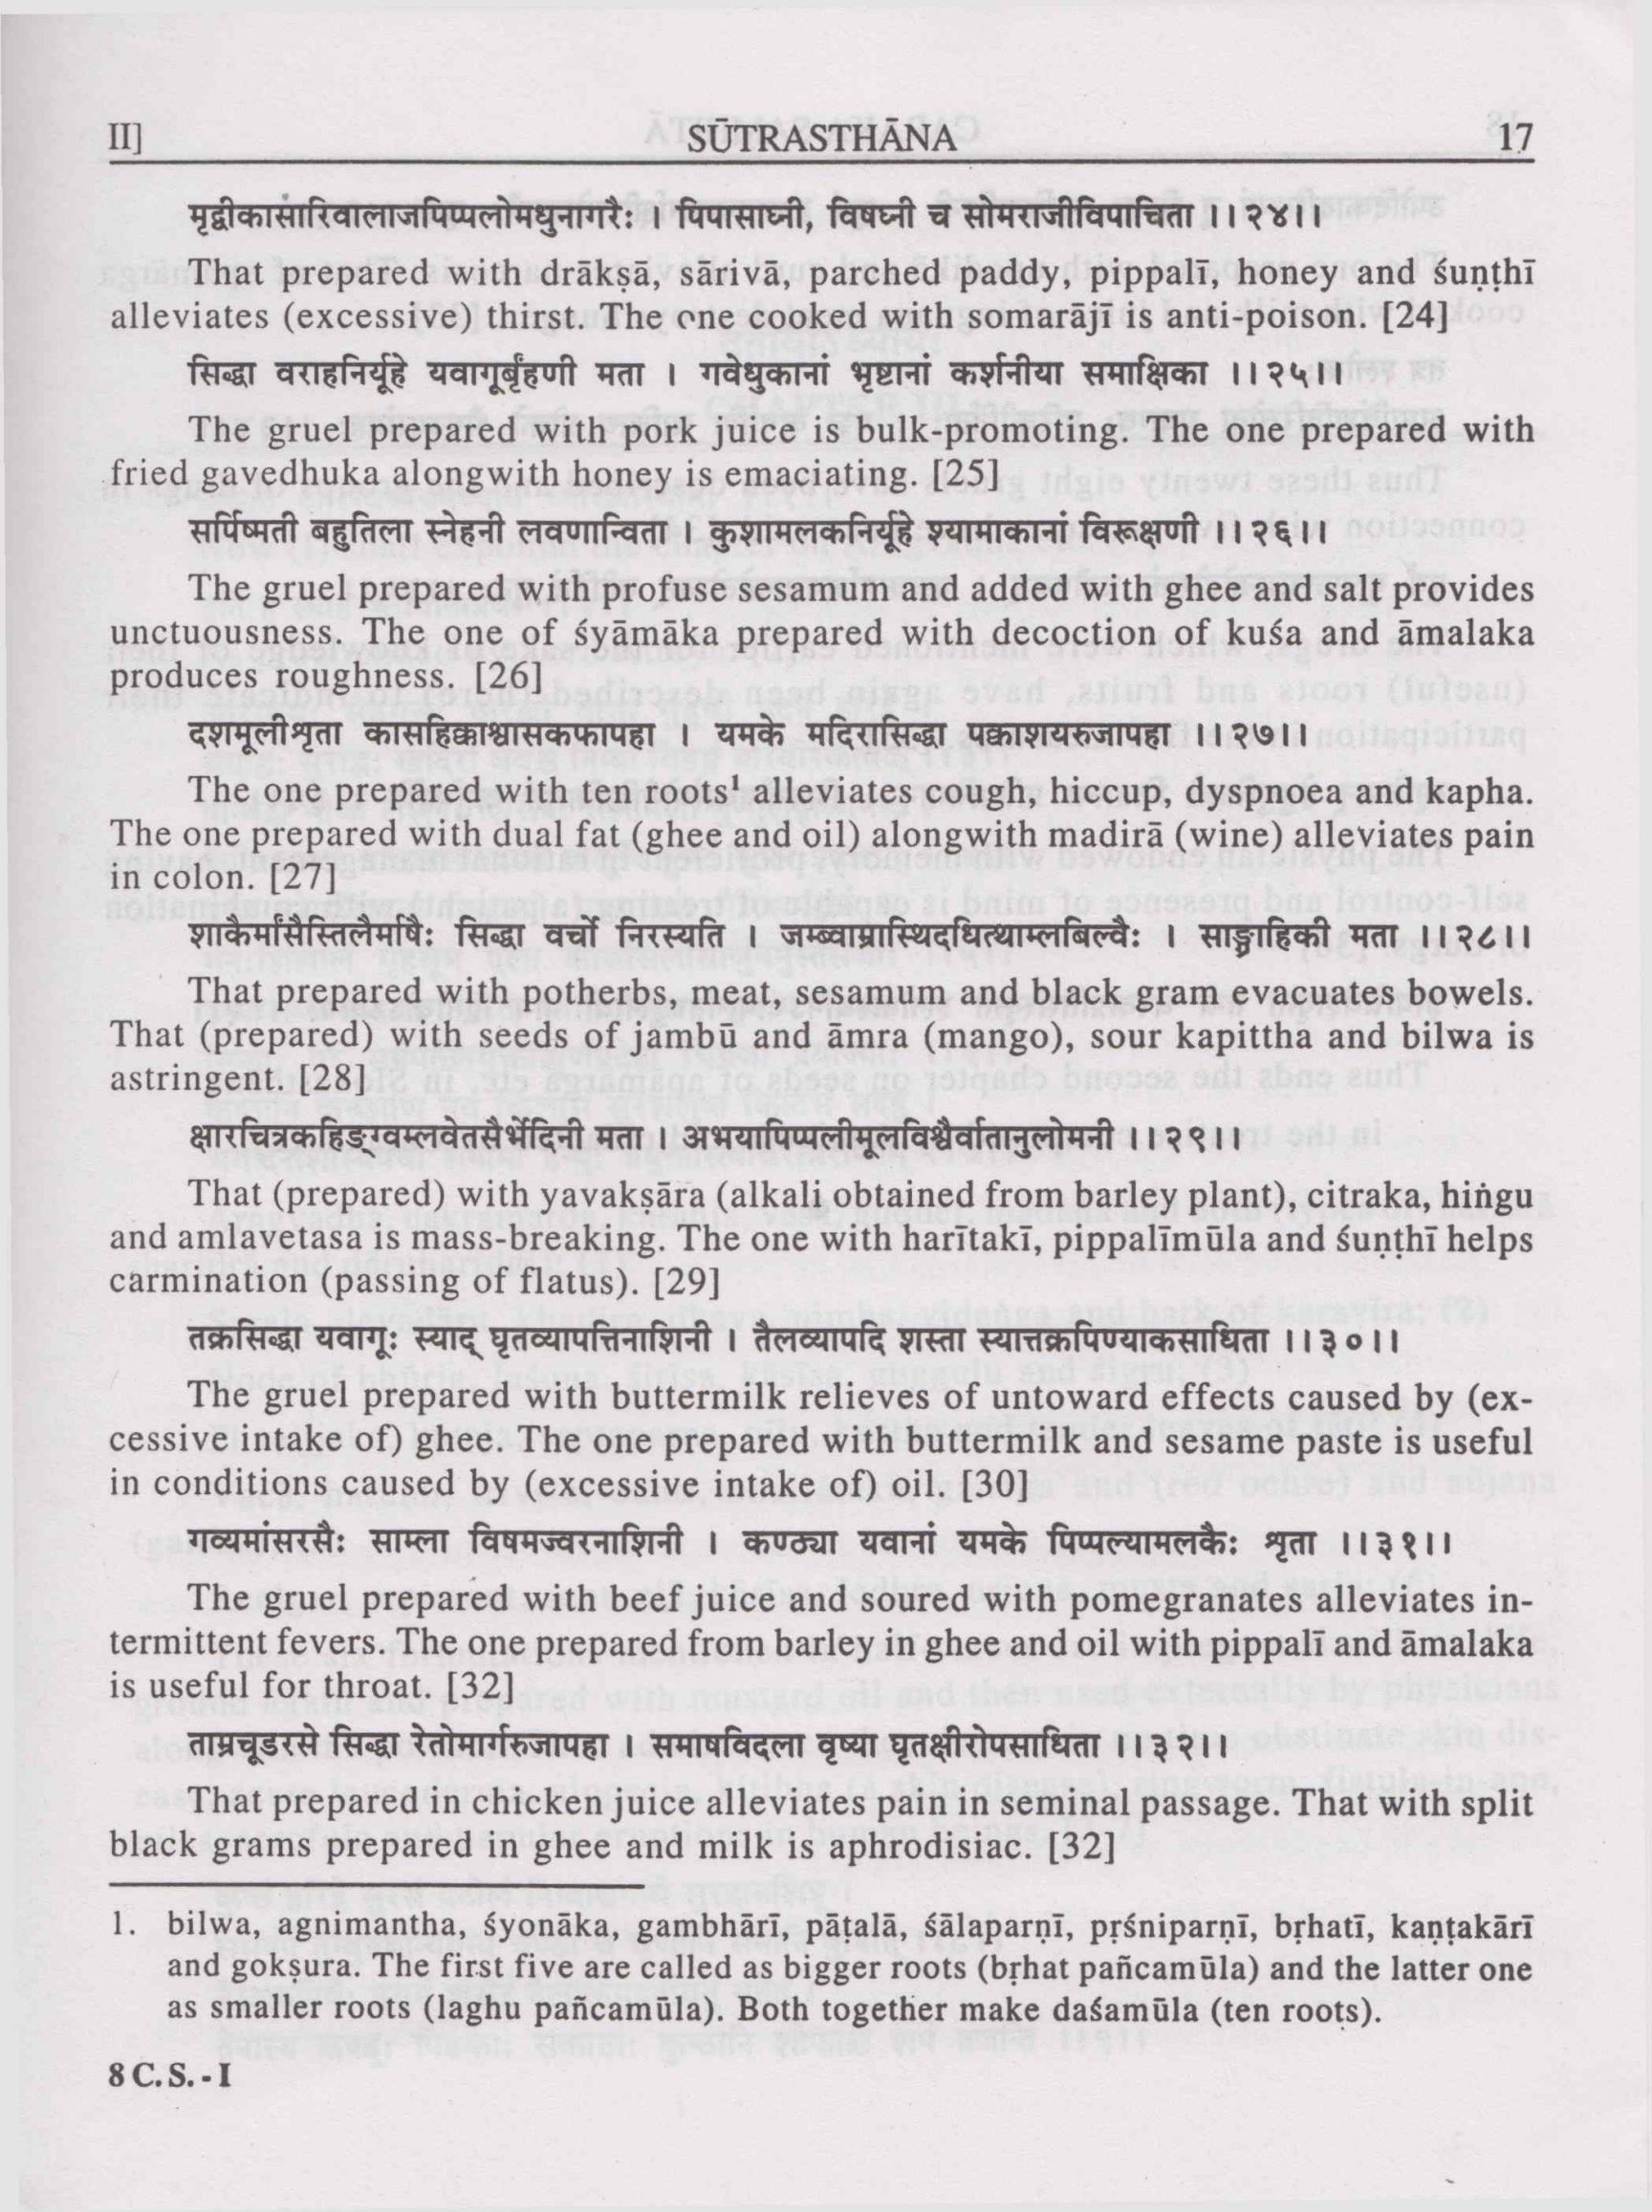 II] SŪTRASTHĀNA 17
मृद्वीकासारिवालाजपिप्पलोमधुनागरैः । पिपासाघ्नी, विषघ्नी च सोमराजीविपाचिता ।।२४।।
That prepared with drākṣā, sārivā, parched paddy, pippalī, honey and śuṇṭhī
alleviates (excessive) thirst. The one cooked with somarājī is anti-poison. [24]
सिद्धा वराहनिर्यूहे यवागूर्बृंहणी मता । गवेधुकानां भृष्टानां कर्शनीया समाक्षिका ।।२५।।
The gruel prepared with pork juice is bulk-promoting. The one prepared with
fried gavedhuka alongwith honey is emaciating. [25]
सर्पिष्मती बहुतिला स्नेहनी लवणान्विता । कुशामलकनिर्यूहे श्यामाकानां विरूक्षणी ।।२६।।
The gruel prepared with profuse sesamum and added with ghee and salt provides
unctuousness. The one of śyāmāka prepared with decoction of kuśa and āmalaka
produces roughness. [26]
दशमूलीशृता कासहिक्काश्वासकफापहा । यमके मदिरासिद्धा पक्वाशयरुजापहा ।।२७।।
The one prepared with ten roots¹ alleviates cough, hiccup, dyspnoea and kapha.
The one prepared with dual fat (ghee and oil) alongwith madirā (wine) alleviates pain
in colon. [27]
शाकैर्मांसैस्तिलैर्माषैः सिद्धा वर्चो निरस्यति । जम्ब्वाम्रास्थिदधित्थाम्लबिल्वैः । साङ्ग्राहिकी मता ।।२८।।
That prepared with potherbs, meat, sesamum and black gram evacuates bowels.
That (prepared) with seeds of jambū and āmra (mango), sour kapittha and bilwa is
astringent. [28]
क्षारचित्रकहिङ्ग्वम्लवेतसैर्भेदिनी मता । अभयापिप्पलीमूलविश्वैर्वातानुलोमनी ।।२९।।
That (prepared) with yavakṣāra (alkali obtained from barley plant), citraka, hiṅgu
and amlavetasa is mass-breaking. The one with harītakī, pippalīmūla and śuṇṭhī helps
carmination (passing of flatus). [29]
तक्रसिद्धा यवागूः स्याद् घृतव्यापत्तिनाशिनी । तैलव्यापदि शस्ता स्यात्तक्रपिण्याकसाधिता ।।३०।।
The gruel prepared with buttermilk relieves of untoward effects caused by (ex-
cessive intake of) ghee. The one prepared with buttermilk and sesame paste is useful
in conditions caused by (excessive intake of) oil. [30]
गव्यमांसरसैः साम्ला विषमज्वरनाशिनी । कण्ठ्या यवानां यमके पिप्पल्यामलकैः शृता ।।३१।।
The gruel prepared with beef juice and soured with pomegranates alleviates in-
termittent fevers. The one prepared from barley in ghee and oil with pippalī and āmalaka
is useful for throat. [32]
ताम्रचूडरसे सिद्धा रेतोमार्गरुजापहा । समाषविदला वृष्या घृतक्षीरोपसाधिता ।।३२।।
That prepared in chicken juice alleviates pain in seminal passage. That with split
black grams prepared in ghee and milk is aphrodisiac. [32]
1. bilwa, agnimantha, śyonāka, gambhārī, pāṭalā, śālaparṇī, pṛśniparṇī, bṛhatī, kaṇṭakārī
and gokṣura. The first five are called as bigger roots (bṛhat pañcamūla) and the latter one
as smaller roots (laghu pañcamūla). Both together make daśamūla (ten roots).
8 C. S. - I